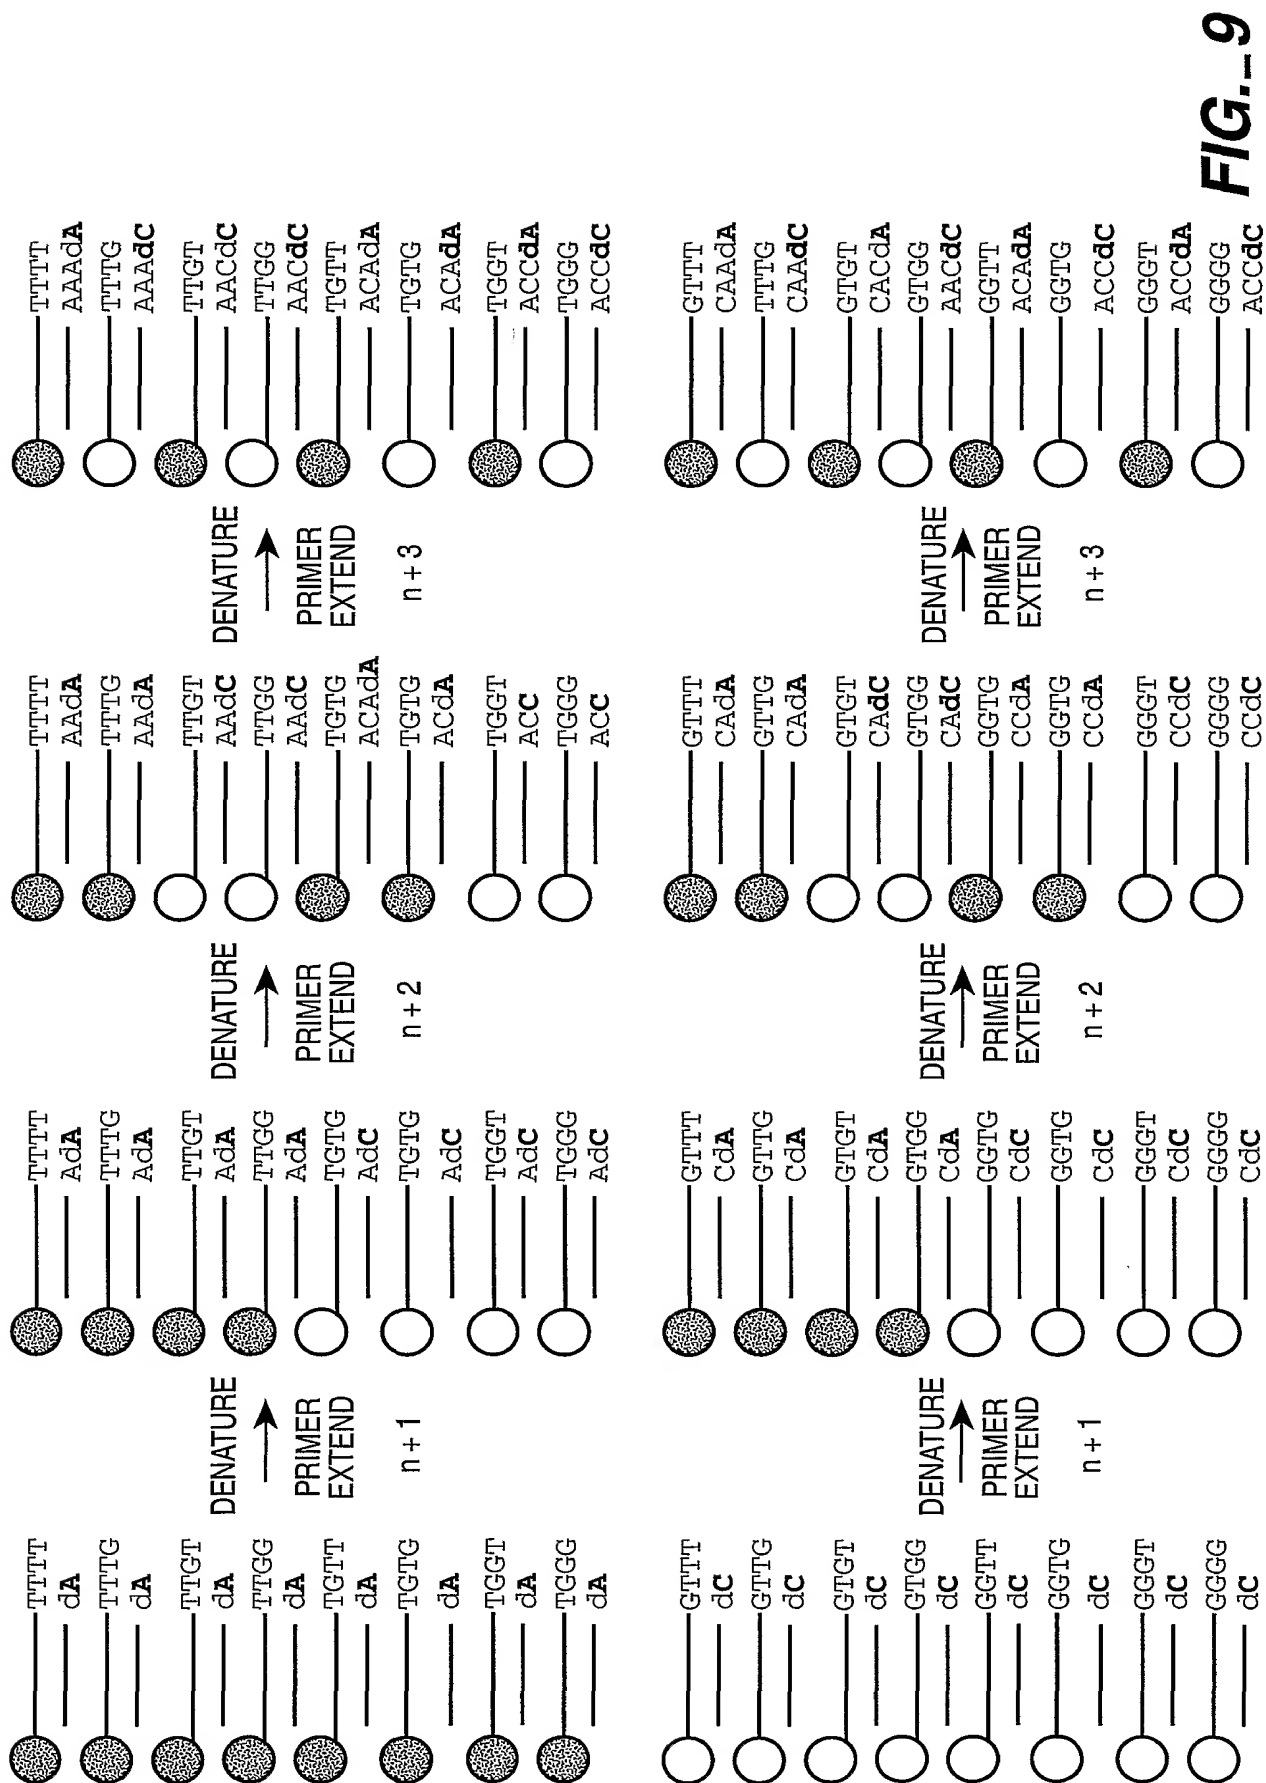 TTTT
dA
TTTG
dA
TTGT
dA
TTGG
dA
TGTT
dA
TGTG
dA
TGGT
dA
TGGG
dA
DENATURE
PRIMER
EXTEND
n + 1
TTTT
AdA
TTTG
AdA
TTGT
AdA
TTGG
AdA
TGTG
AdC
TGTG
AdC
TGGT
AdC
TGGG
AdC
DENATURE
PRIMER
EXTEND
n + 2
TTTT
AAdA
TTTG
AAdA
TTGT
AAdC
TTGG
AAdC
TGTG
ACAdA
TGTG
ACdA
TGGT
ACC
TGGG
ACC
DENATURE
PRIMER
EXTEND
n + 3
TTTT
AAAdA
TTTG
AAAdC
TTGT
AACdC
TTGG
AACdC
TGTT
ACAdA
TGTG
ACAdA
TGGT
ACCdA
TGGG
ACCdC
GTTT
dC
GTTG
dC
GTGT
dC
GTGG
dC
GGTT
dC
GGTG
dC
GGGT
dC
GGGG
dC
DENATURE
PRIMER
EXTEND
n + 1
GTTT
CdA
GTTG
CdA
GTGT
CdA
GTGG
CdA
GGTG
CdC
GGTG
CdC
GGGT
CdC
GGGG
CdC
DENATURE
PRIMER
EXTEND
n + 2
GTTT
CAdA
GTTG
CAdA
GTGT
CAdC
GTGG
CAdC
GGTG
CCdA
GGTG
CCdA
GGGT
CCdC
GGGG
CCdC
DENATURE
PRIMER
EXTEND
n + 3
GTTT
CAAdA
TTTG
CAAdC
GTGT
CACdA
GTGG
AACdC
GGTT
ACAdA
GGTG
ACCdC
GGGT
ACCdA
GGGG
ACCdC
FIG._9